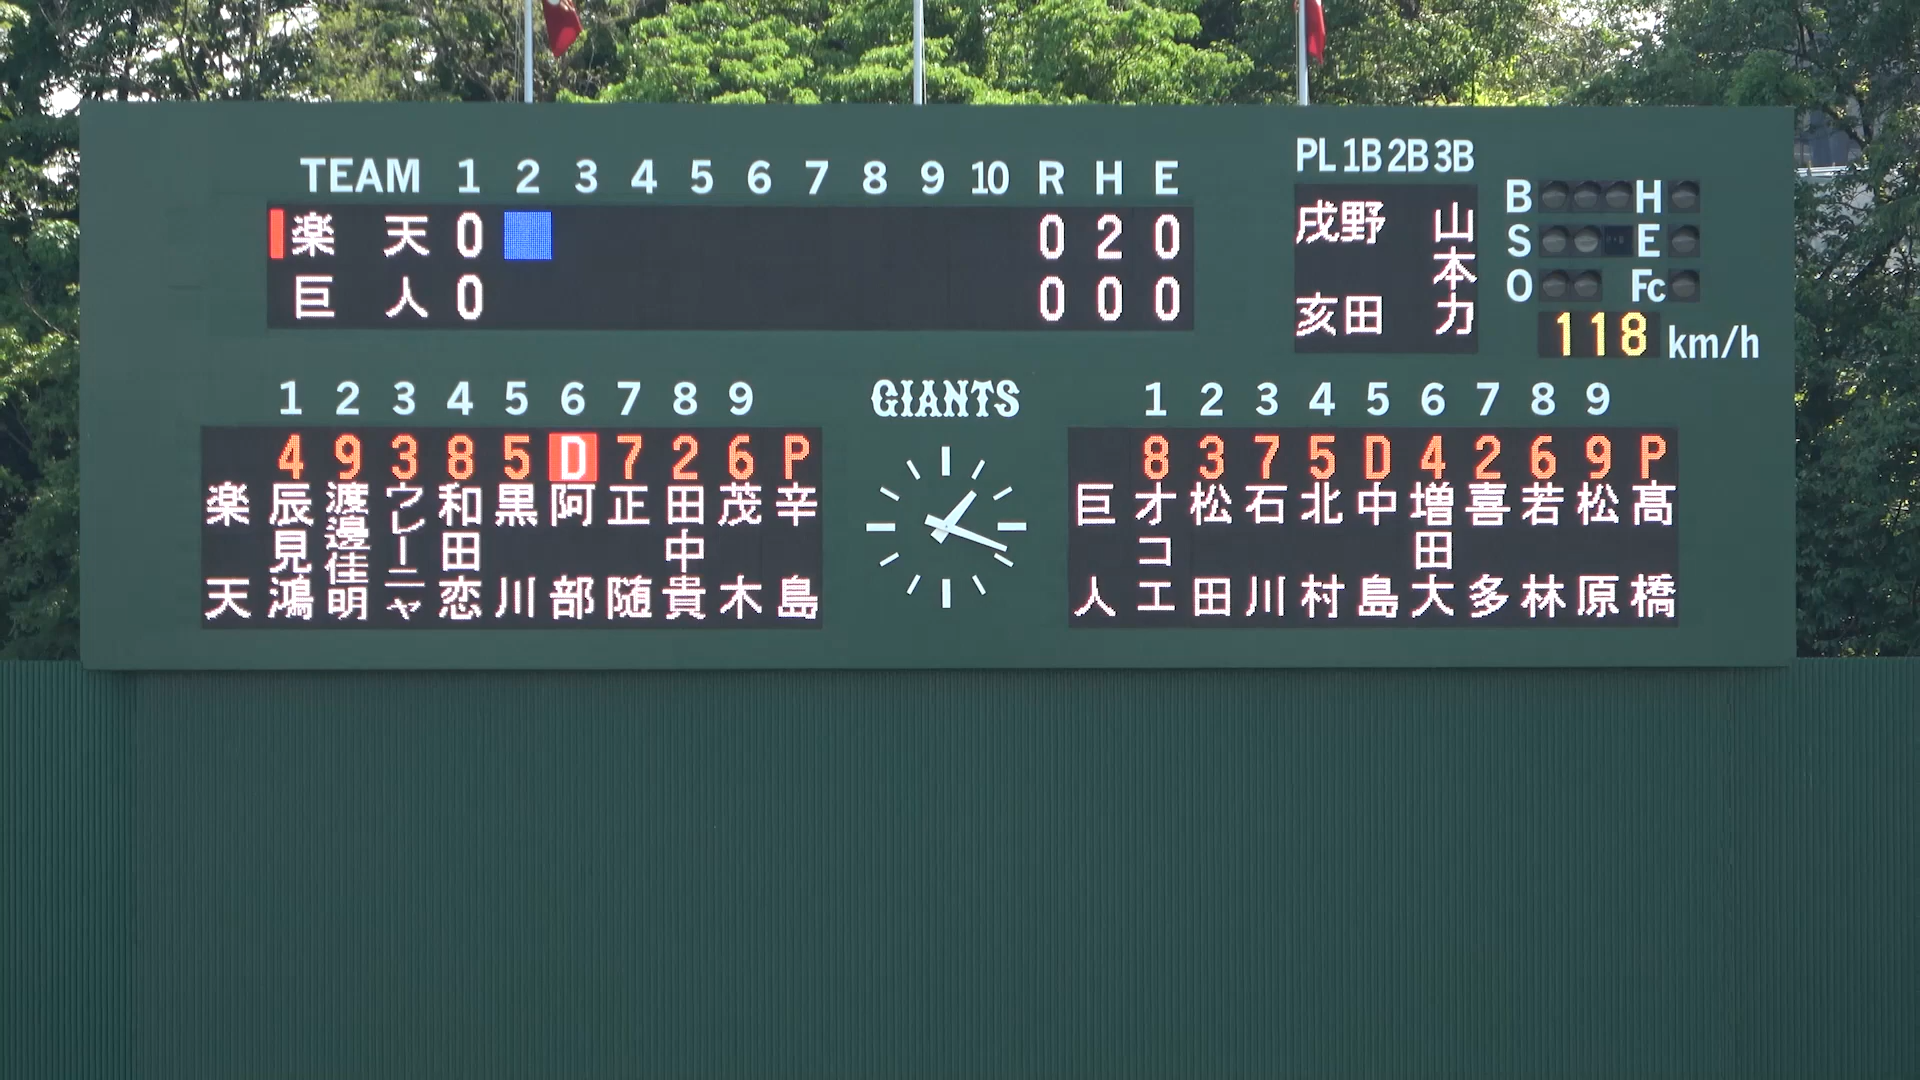 TEAM 1 2 3 4 5 6 7 8 9 10 R H E
楽天 0 0 2 0
巨人 0 0 0 0
PL 1B 2B 3B
戌亥 野田 山本力
B H
S E
O Fc
118 km/h
1 2 3 4 5 6 7 8 9
4 9 3 8 5 D 7 2 6 P
楽天 辰見鴻 渡邊佳明 ウレーニャ 和田恋 黒川 阿部 正随 田中貴 茂木 辛島
GIANTS
1 2 3 4 5 6 7 8 9
8 3 7 5 D 4 2 6 9 P
巨人 オコエ 松田 石川 北村 中島 増田大 喜多 若林 松原 髙橋